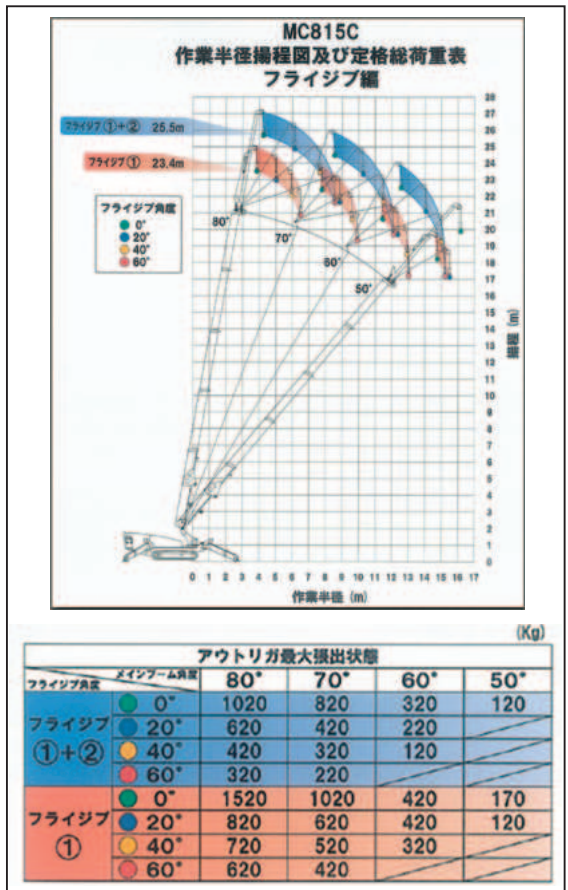 MC815C
作業半径揚程図及び定格総荷重表
フライジブ編
フライジブ①+② 25.5m
フライジブ① 23.4m
フライジブ角度
0°
20°
40°
60°
80°
70°
60°
50°
28
27
26
25
24
23
22
21
20
19
18
17
16
15
14
13
12
11
10
9
8
7
6
5
4
3
2
1
0
揚程 (m)
0 1 2 3 4 5 6 7 8 9 10 11 12 13 14 15 16 17
作業半径 (m)
(Kg)
アウトリガ最大張出状態
フライジブ角度 メインブーム角度 80° 70° 60° 50°
フライジブ ①+②
0° 1020 820 320 120
20° 620 420 220
40° 420 320 120
60° 320 220
フライジブ ①
0° 1520 1020 420 170
20° 820 620 420 120
40° 720 520 320
60° 620 420